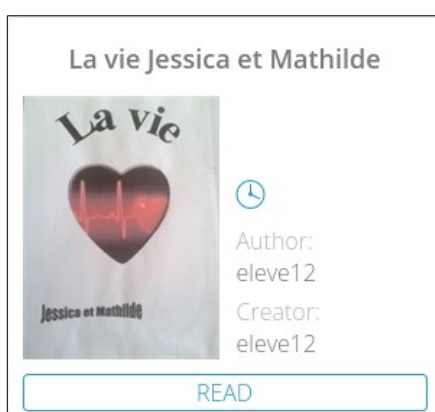 La vie Jessica et Mathilde
La vie
Jessica et Mathilde
Author:
eleve12
Creator:
eleve12
READ